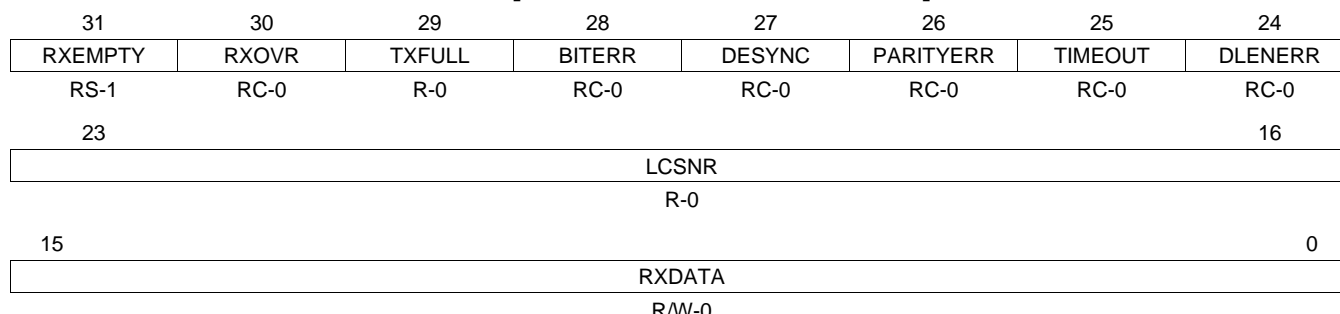 31 30 29 28 27 26 25 24
RXEMPTY RXOVR TXFULL BITERR DESYNC PARITYERR TIMEOUT DLENERR
RS-1 RC-0 R-0 RC-0 RC-0 RC-0 RC-0 RC-0
23 16
LCSNR
R-0
15 0
RXDATA
R/W-0